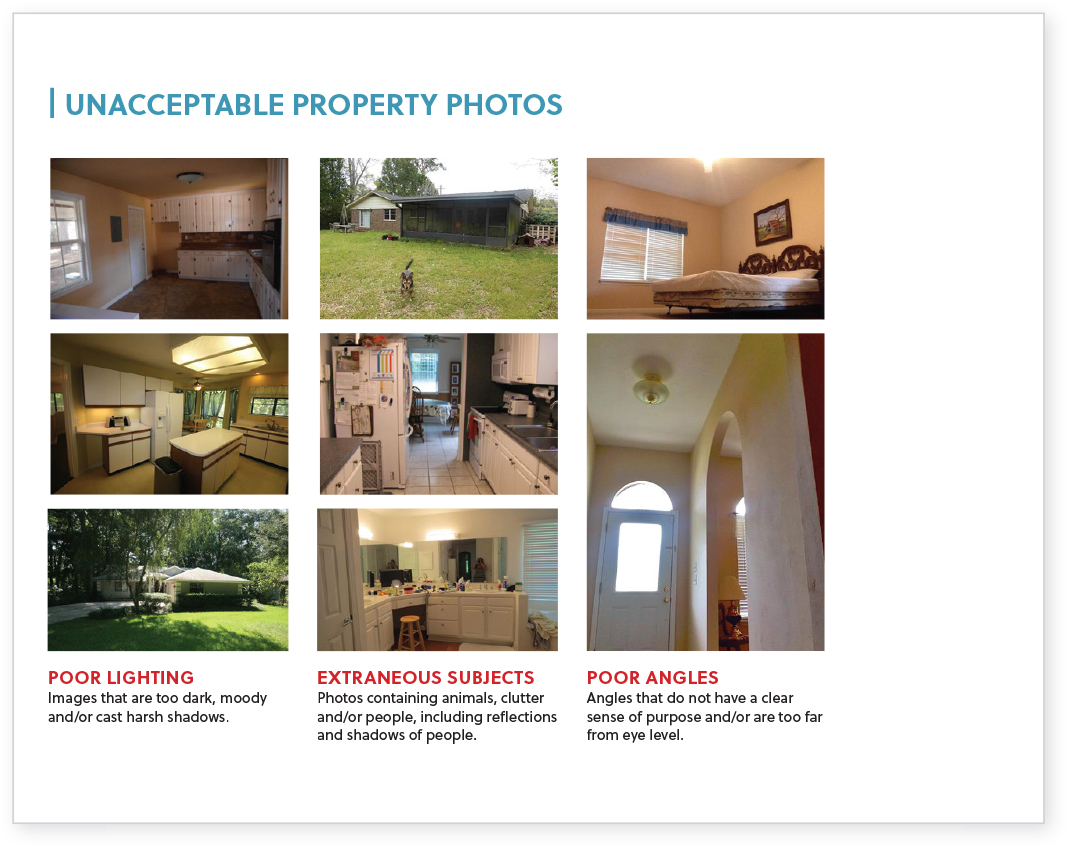 UNACCEPTABLE PROPERTY PHOTOS
POOR LIGHTING
Images that are too dark, moody
and/or cast harsh shadows.
EXTRANEOUS SUBJECTS
Photos containing animals, clutter
and/or people, including reflections
and shadows of people.
POOR ANGLES
Angles that do not have a clear
sense of purpose and/or are too far
from eye level.